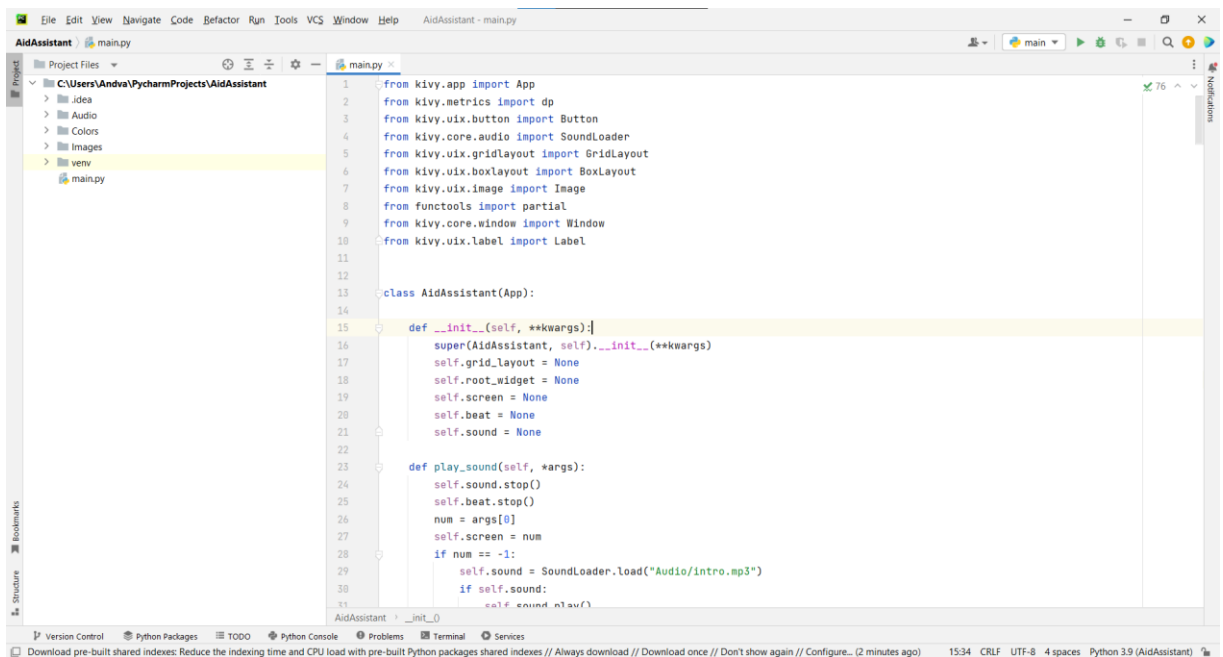 File Edit View Navigate Code Refactor Run Tools VCS Window Help AidAssistant - main.py
AidAssistant main.py
main
Project
Project Files
main.py
Notifications
C:\Users\Andva\PycharmProjects\AidAssistant
.idea
Audio
Colors
Images
venv
main.py
76
1 from kivy.app import App
2 from kivy.metrics import dp
3 from kivy.uix.button import Button
4 from kivy.core.audio import SoundLoader
5 from kivy.uix.gridlayout import GridLayout
6 from kivy.uix.boxlayout import BoxLayout
7 from kivy.uix.image import Image
8 from functools import partial
9 from kivy.core.window import Window
10 from kivy.uix.label import Label
11
12
13 class AidAssistant(App):
14
15 def __init__(self, **kwargs):
16 super(AidAssistant, self).__init__(**kwargs)
17 self.grid_layout = None
18 self.root_widget = None
19 self.screen = None
20 self.beat = None
21 self.sound = None
22
23 def play_sound(self, *args):
24 self.sound.stop()
25 self.beat.stop()
26 num = args[0]
27 self.screen = num
28 if num == -1:
29 self.sound = SoundLoader.load("Audio/intro.mp3")
30 if self.sound:
31 self.sound.play()
Bookmarks
Structure
AidAssistant __init__()
Version Control Python Packages TODO Python Console Problems Terminal Services
Download pre-built shared indexes: Reduce the indexing time and CPU load with pre-built Python packages shared indexes // Always download // Download once // Don't show again // Configure... (2 minutes ago) 15:34 CRLF UTF-8 4 spaces Python 3.9 (AidAssistant)